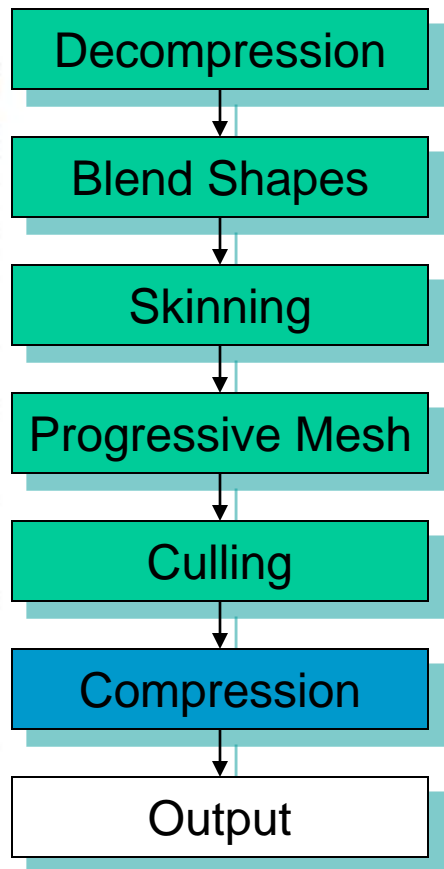 Decompression
Blend Shapes
Skinning
Progressive Mesh
Culling
Compression
Output